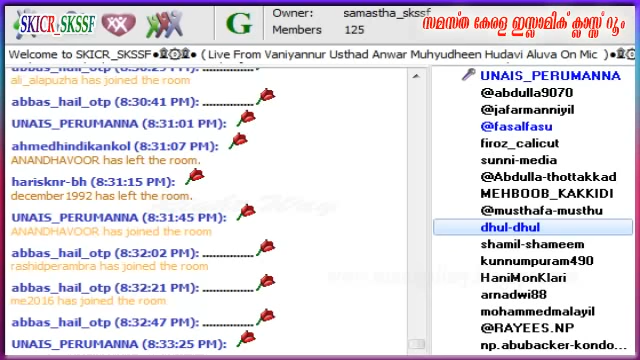 SKICR_SKSSF
G
Owner: samastha_skssf
Members 125
സമസ്ത കേരള ഇസ്ലാമിക് ക്ലാസ്സ് റൂം
Welcome to SKICR_SKSSF
( Live From Vaniyannur Usthad Anwar Muhyudheen Hudavi Aluva On Mic )
abbas_hail_otp (8:30:29 PM): ................
ali_alapuzha has joined the room
abbas_hail_otp (8:30:41 PM): ................
UNAIS_PERUMANNA (8:31:01 PM):
ahmedhindikankol (8:31:07 PM):
ANANDHAVOOR has left the room.
harisknr-bh (8:31:15 PM):
december1992 has left the room.
UNAIS_PERUMANNA (8:31:45 PM):
ANANDHAVOOR has joined the room
abbas_hail_otp (8:32:02 PM): ................
rashidperambra has joined the room
abbas_hail_otp (8:32:21 PM): ................
me2016 has joined the room
abbas_hail_otp (8:32:47 PM): ................
UNAIS_PERUMANNA (8:33:25 PM):
UNAIS_PERUMANNA
@abdulla9070
@jafarmanniyil
@fasalfasu
firoz_calicut
sunni-media
@Abdulla-thottakkad
MEHBOOB_KAKKIDI
@musthafa-musthu
dhul-dhul
shamil-shameem
kunnumpuram490
HaniMonKlari
arnadwi88
mohammedmalayil
@RAYEES.NP
np.abubacker-kondo...